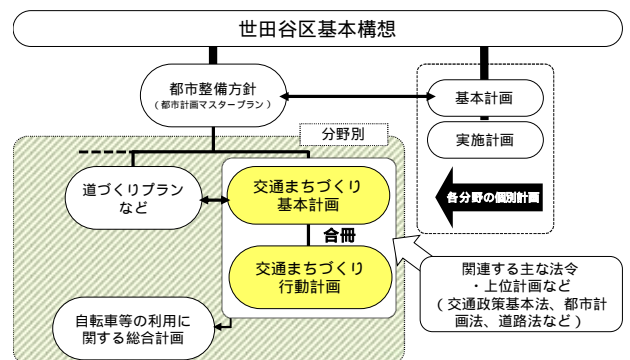 世田谷区基本構想
都市整備方針
（都市計画マスタープラン）
基本計画
実施計画
分野別
道づくりプラン
など
交通まちづくり
基本計画
各分野の個別計画
合冊
交通まちづくり
行動計画
関連する主な法令
・上位計画など
（交通政策基本法、都市計
画法、道路法など）
自転車等の利用に
関する総合計画